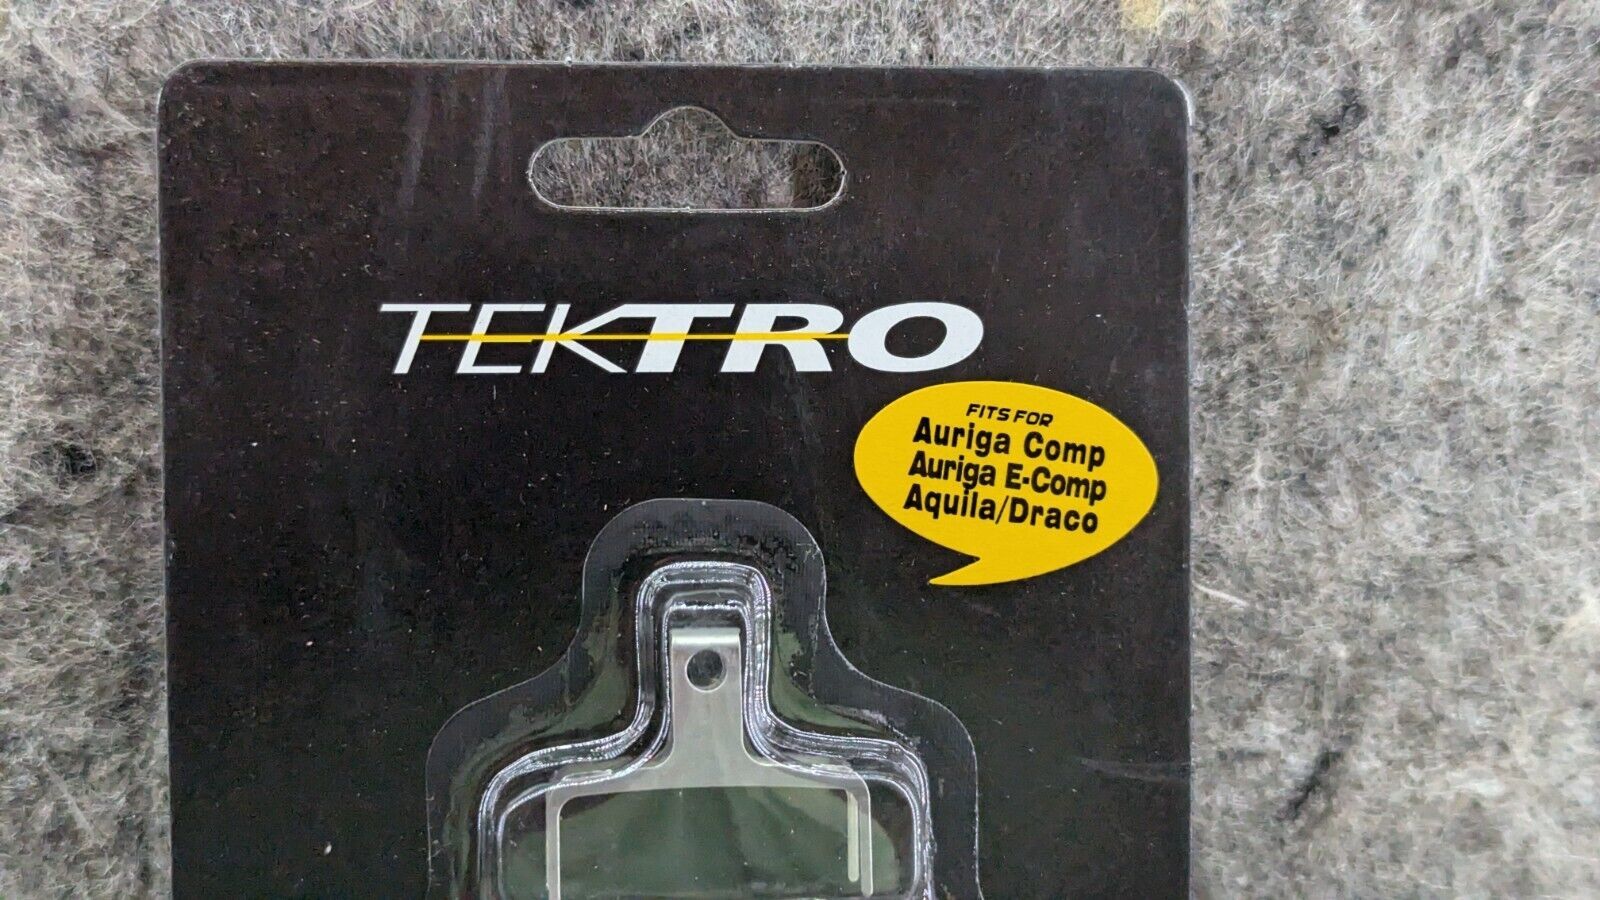 TEKTRO
FITS FOR
Auriga Comp
Auriga E-Comp
Aquila/Draco